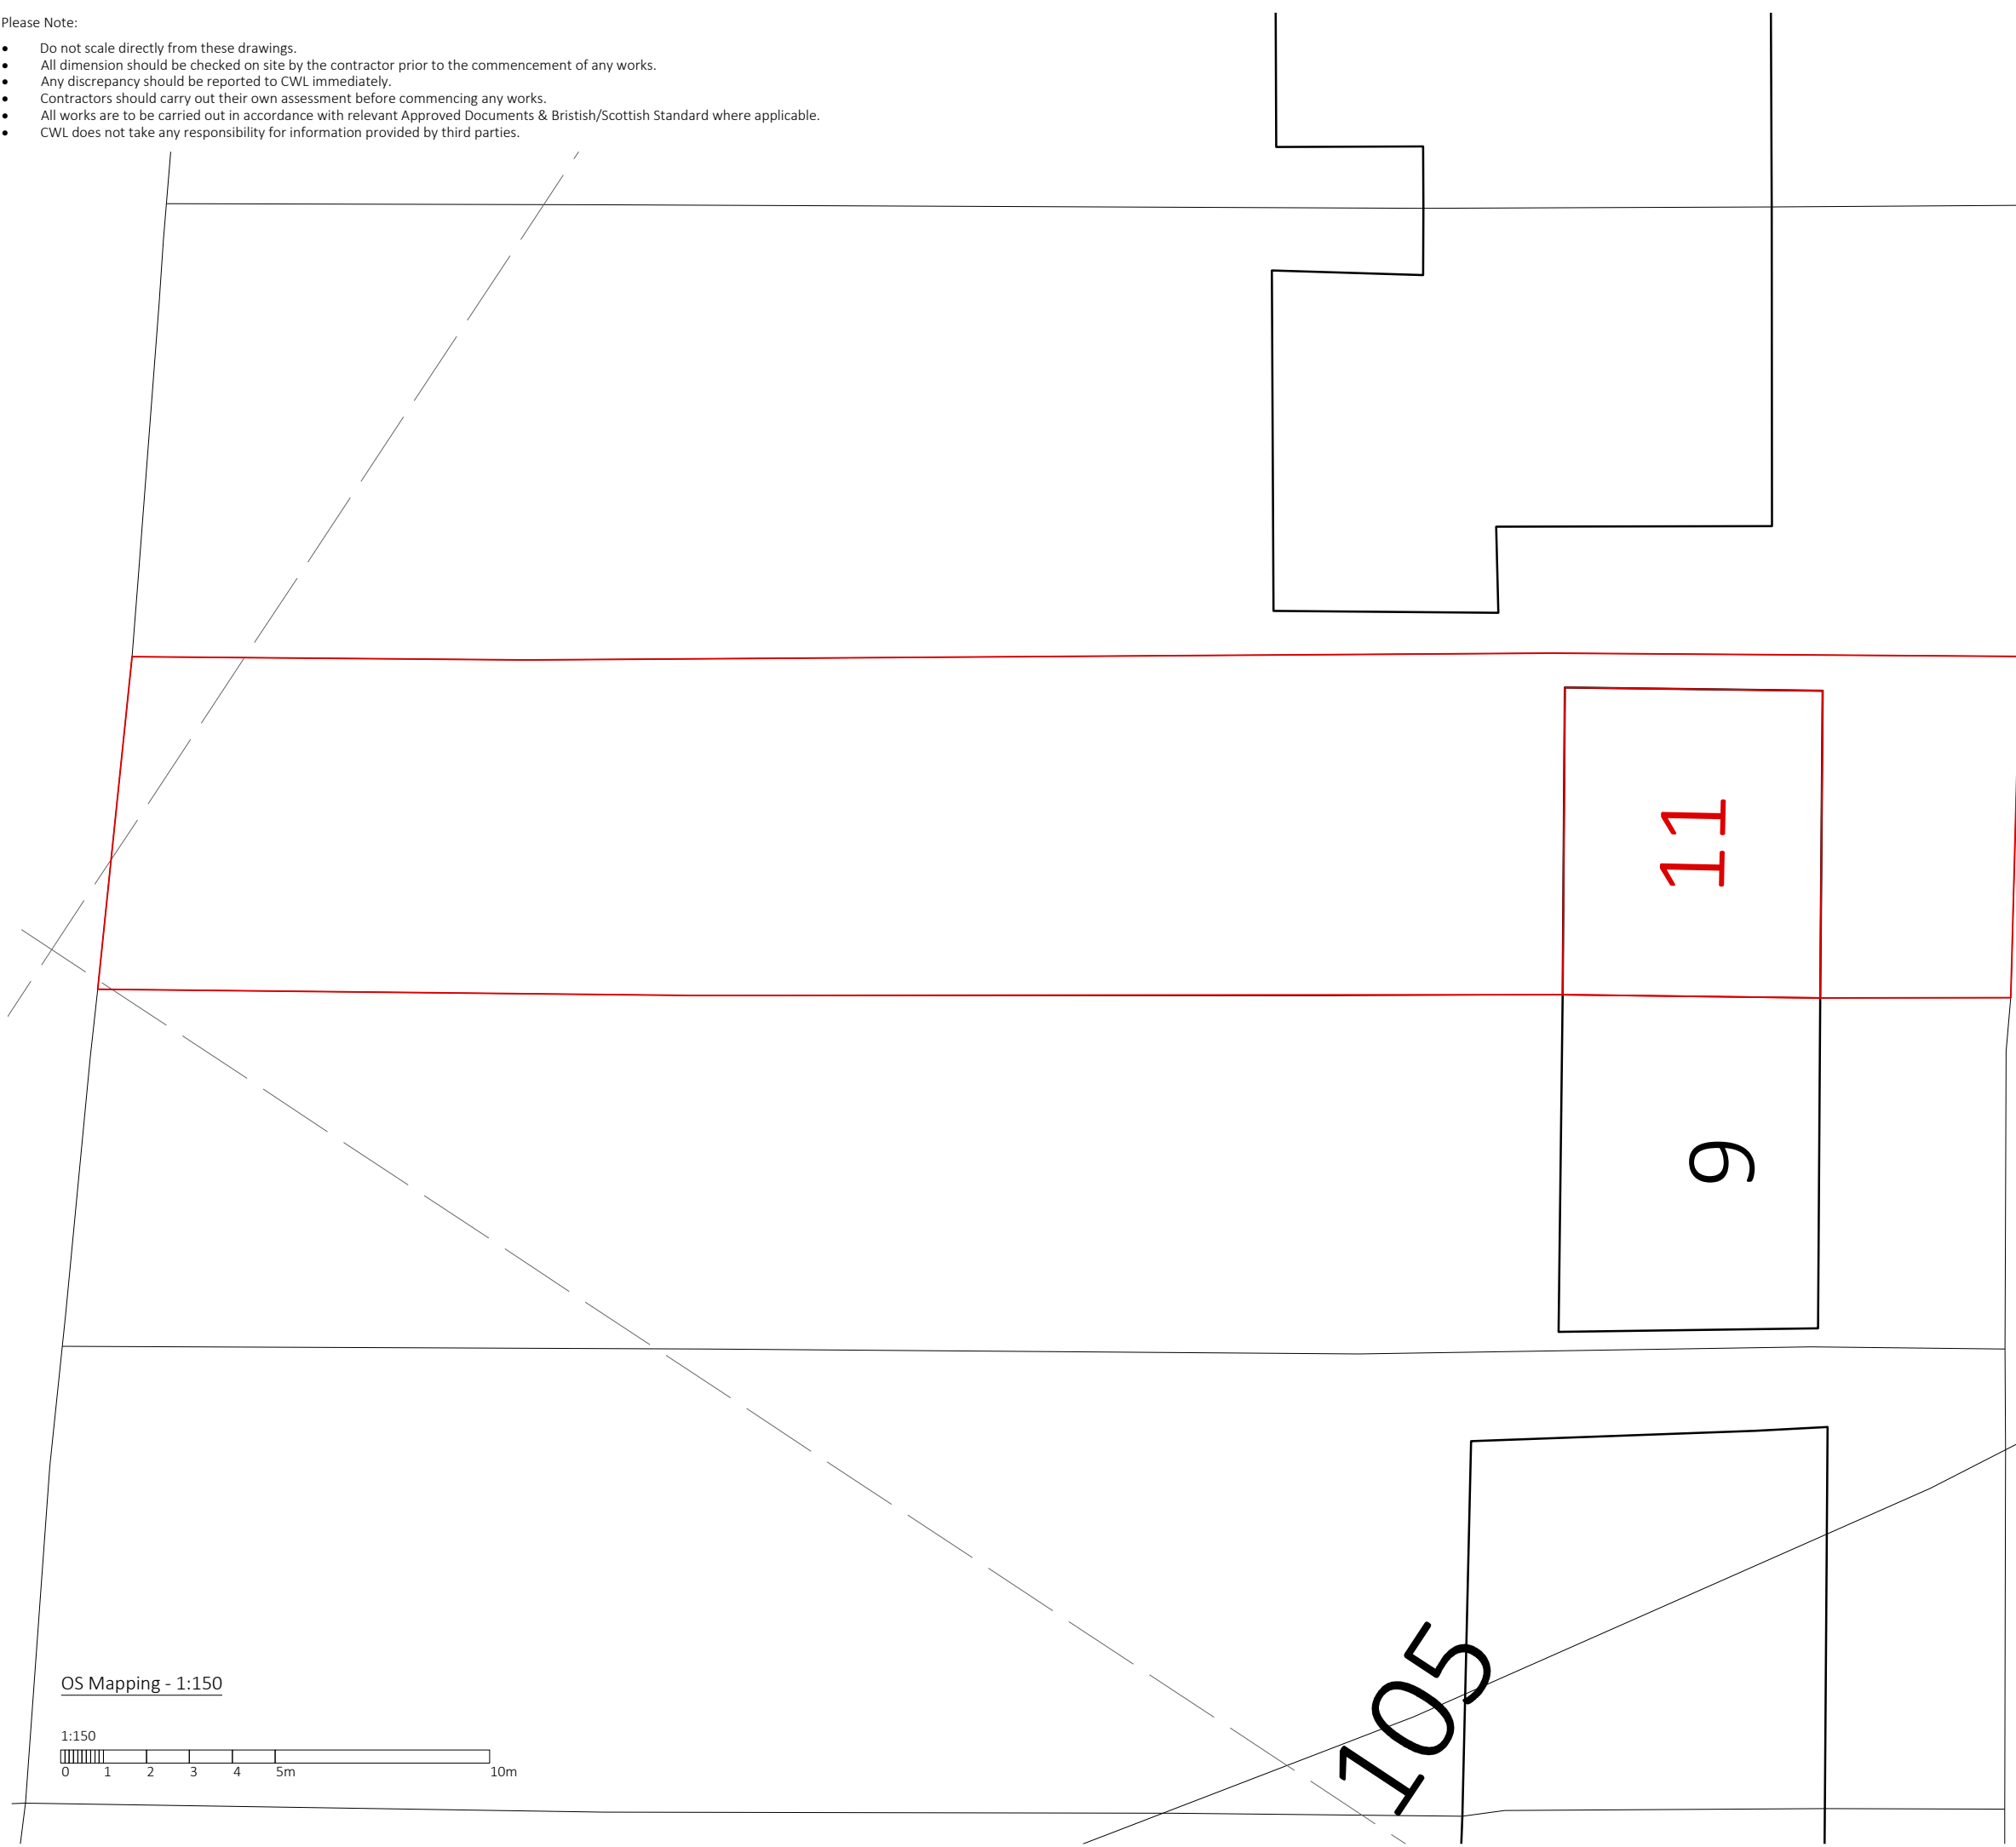 Please Note:
• Do not scale directly from these drawings.
• All dimension should be checked on site by the contractor prior to the commencement of any works.
• Any discrepancy should be reported to CWL immediately.
• Contractors should carry out their own assessment before commencing any works.
• All works are to be carried out in accordance with relevant Approved Documents & Bristish/Scottish Standard where applicable.
• CWL does not take any responsibility for information provided by third parties.
11
9
105
OS Mapping - 1:150
1:150
0 1 2 3 4 5m 10m